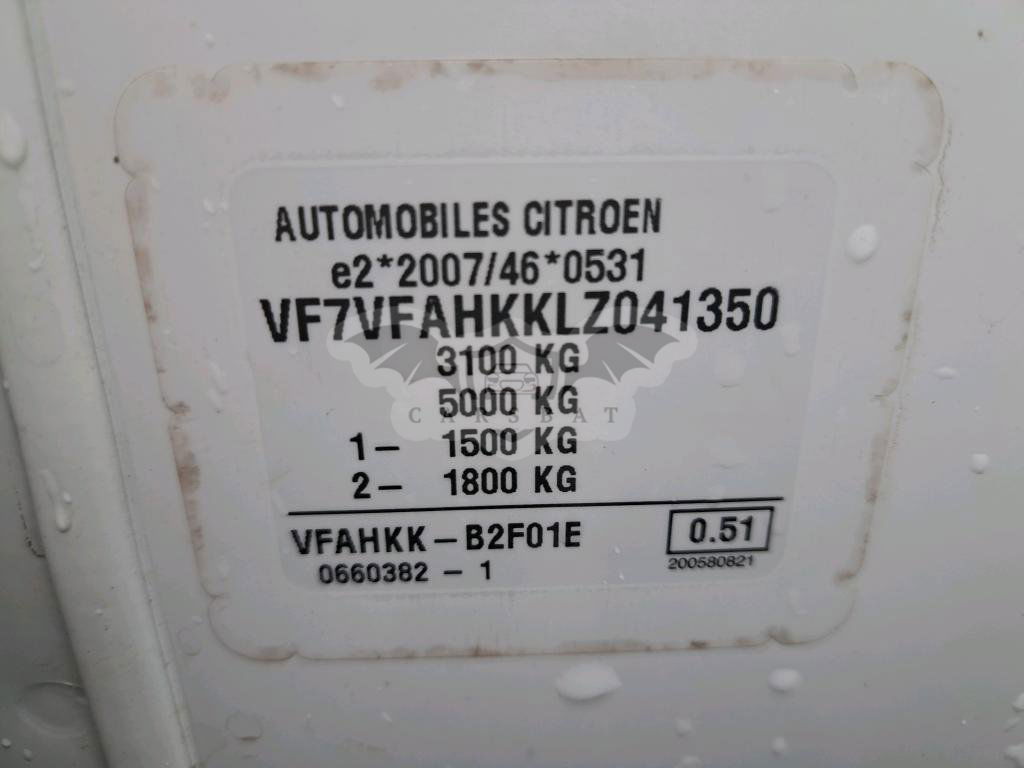 AUTOMOBILES CITROEN
e2*2007/46*0531
VF7VFAHKKLZ041350
3100 KG
5000 KG
CARSBAT
1- 1500 KG
2- 1800 KG
VFAHKK-B2F01E
0.51
0660382 - 1
200580821